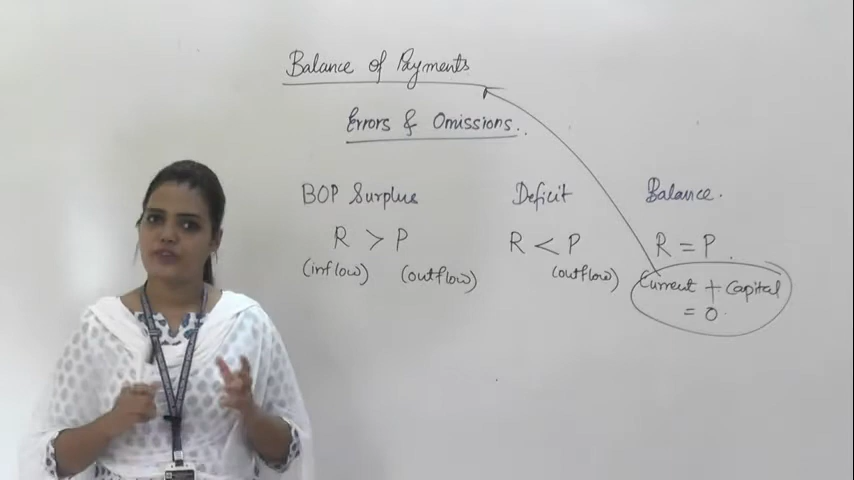 Balance of Payments
Errors & Omissions..
BOP Surplus Deficit Balance.
R > P R < P R = P.
(inflow) (outflow) (outflow) Current + Capital
= 0.